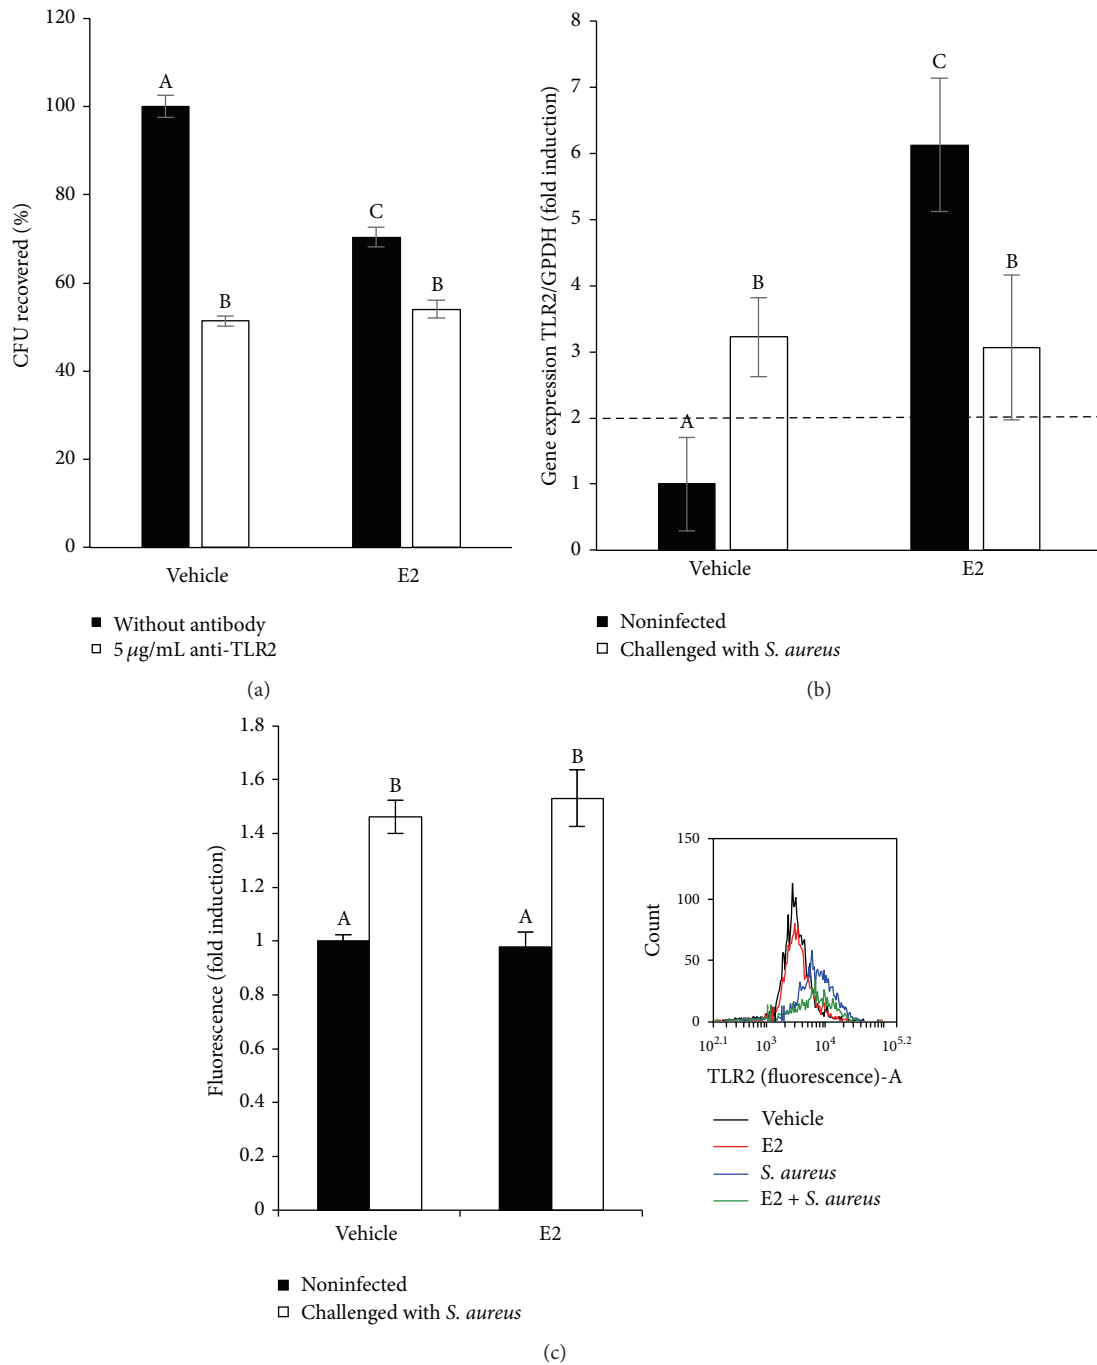 120
100
80
60
40
20
0
CFU recovered (%)
A
B
C
B
Vehicle
E2
Without antibody
5 μg/mL anti-TLR2
(a)
8
7
6
5
4
3
2
1
0
Gene expression TLR2/GPDH (fold induction)
A
B
C
B
Vehicle
E2
Noninfected
Challenged with S. aureus
(b)
1.8
1.6
1.4
1.2
1
0.8
0.6
0.4
0.2
0
Fluorescence (fold induction)
A
B
A
B
Vehicle
E2
Noninfected
Challenged with S. aureus
150
100
50
0
Count
10^2.1 10^3 10^4 10^5.2
TLR2 (fluorescence)-A
Vehicle
E2
S. aureus
E2 + S. aureus
(c)